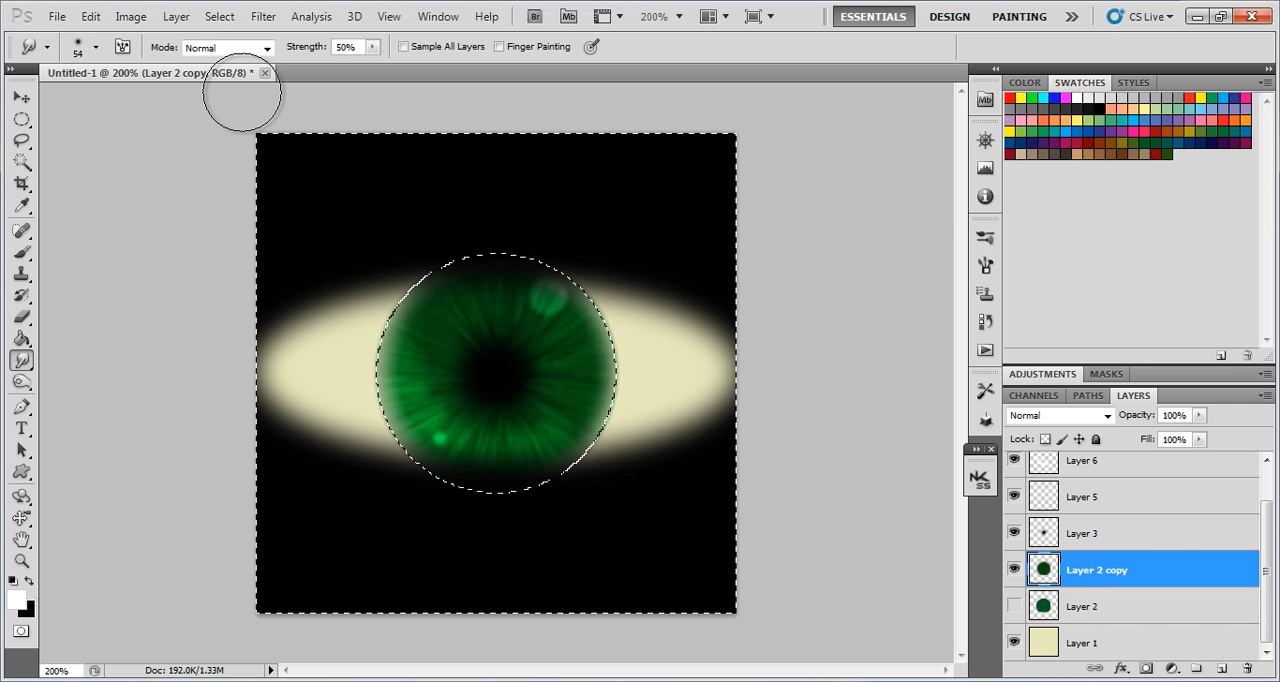 Ps File Edit Image Layer Select Filter Analysis 3D View Window Help Br Mb 200% ESSENTIALS DESIGN PAINTING CS Live
54 Mode: Normal Strength: 50% Sample All Layers Finger Painting
Untitled-1 @ 200% (Layer 2 copy, RGB/8) *
COLOR SWATCHES STYLES
Mb
ADJUSTMENTS MASKS
CHANNELS PATHS LAYERS
Normal Opacity: 100%
Lock: Fill: 100%
Layer 6
Layer 5
Layer 3
Layer 2 copy
Layer 2
Layer 1
200% Doc: 192.0K/1.33M